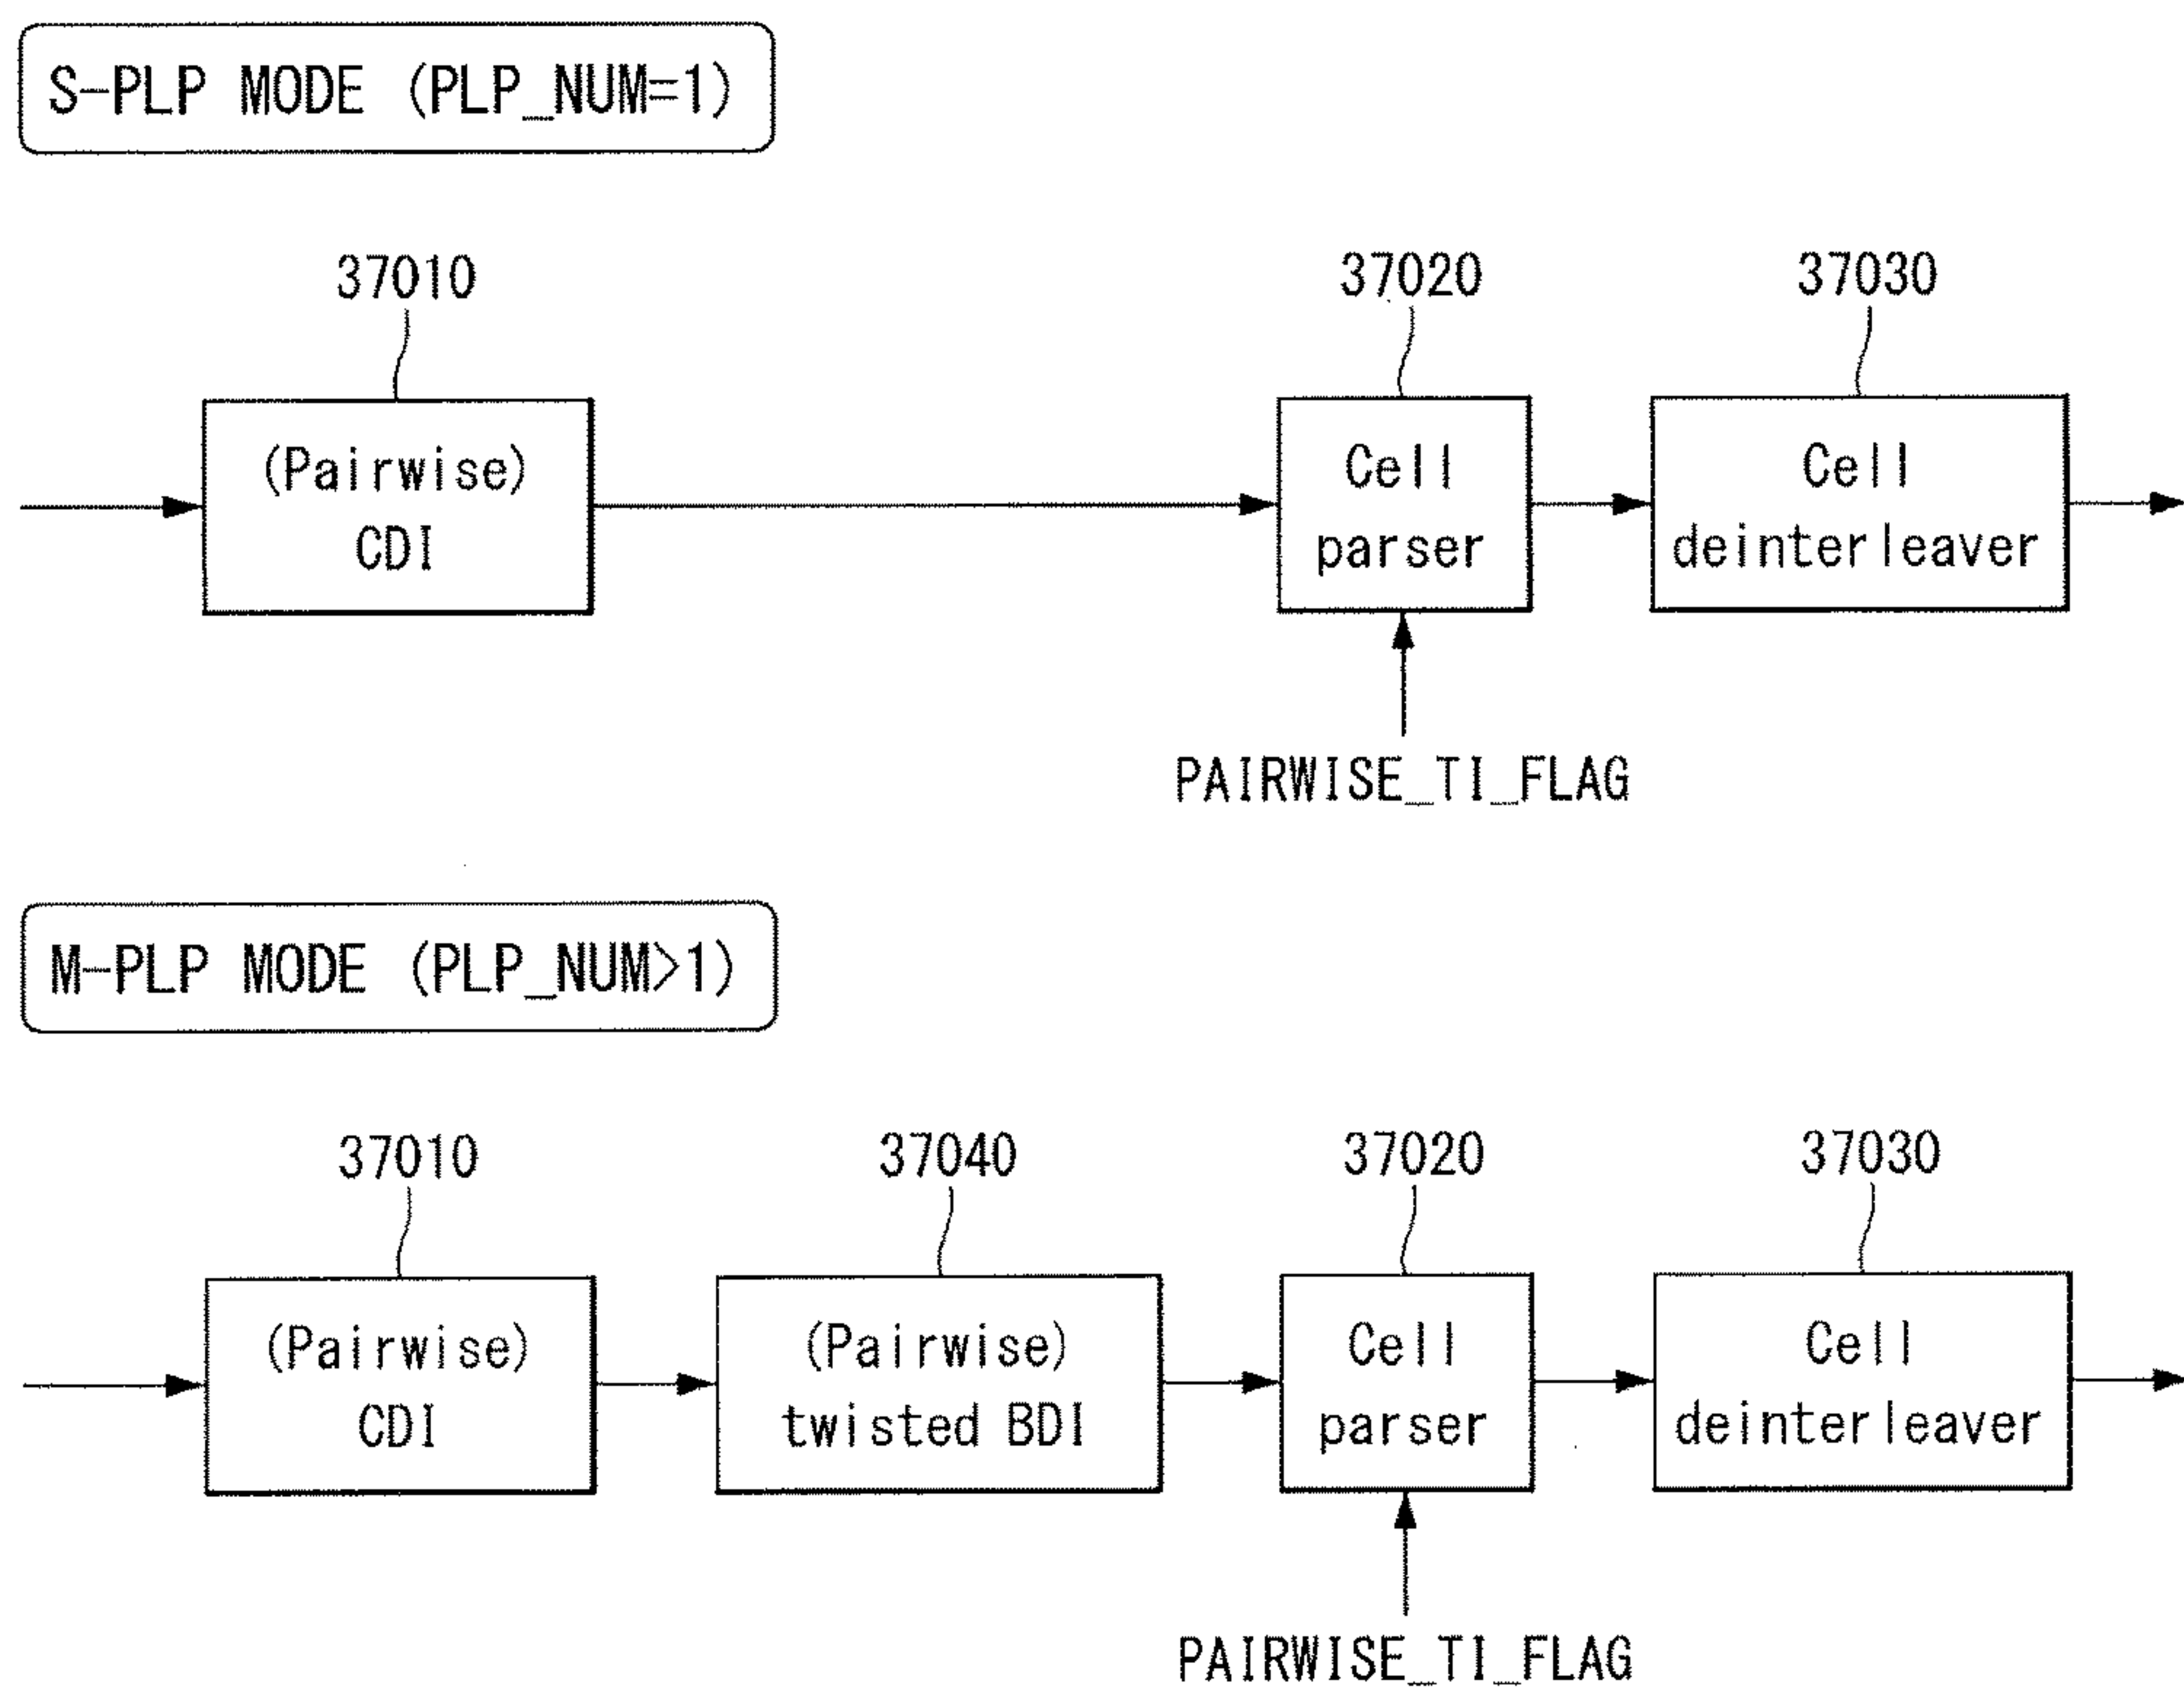 S-PLP MODE (PLP_NUM=1)
37010
37020
37030
(Pairwise)
CDI
Cell
parser
Cell
deinterleaver
PAIRWISE_TI_FLAG
M-PLP MODE (PLP_NUM>1)
37010
37040
37020
37030
(Pairwise)
CDI
(Pairwise)
twisted BDI
Cell
parser
Cell
deinterleaver
PAIRWISE_TI_FLAG